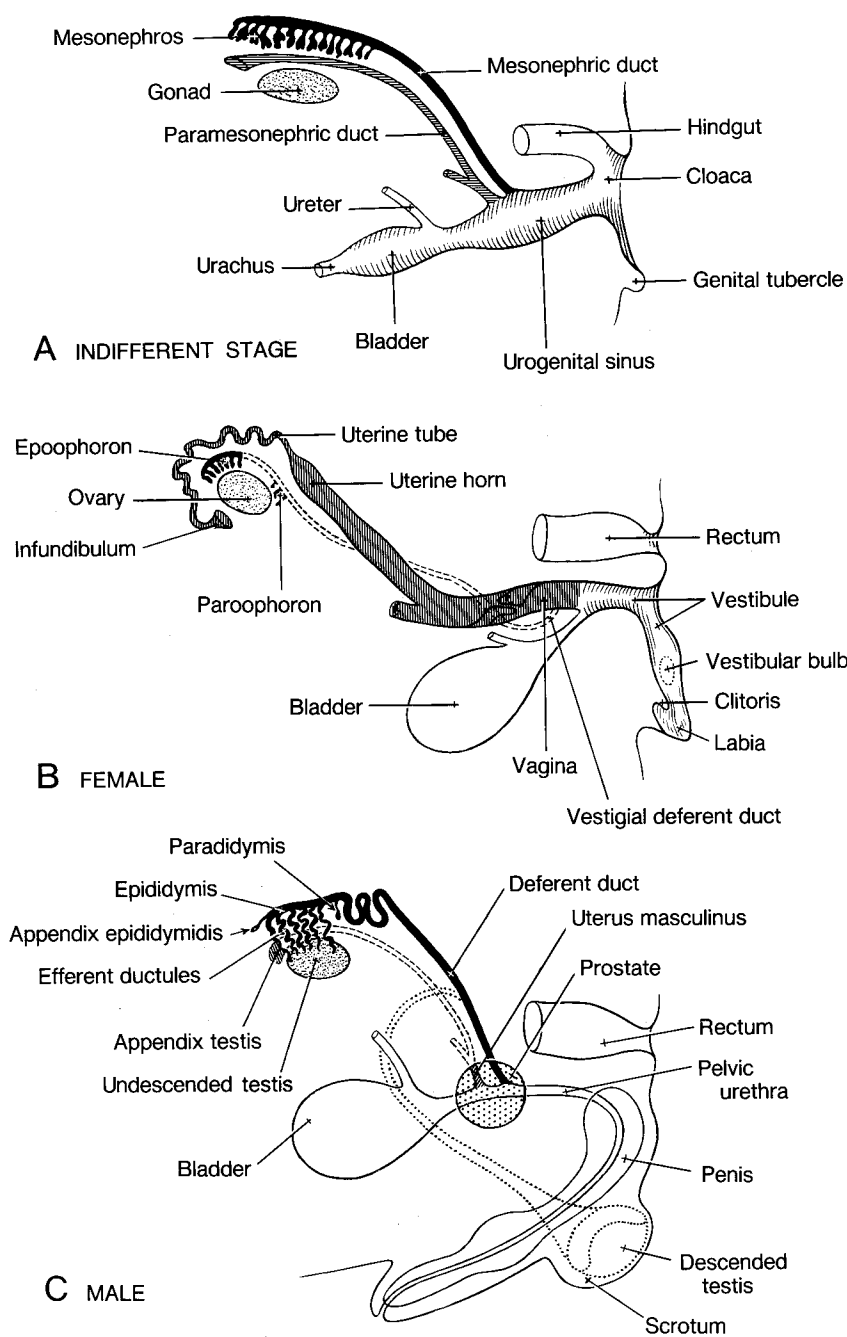 Mesonephros
Mesonephric duct
Gonad
Hindgut
Paramesonephric duct
Cloaca
Ureter
Urachus
Genital tubercle
Bladder
Urogenital sinus
A INDIFFERENT STAGE
Uterine tube
Epoophoron
Uterine horn
Ovary
Rectum
Infundibulum
Vestibule
Paroophoron
Vestibular bulb
Bladder
Clitoris
Labia
Vagina
B FEMALE
Vestigial deferent duct
Paradidymis
Epididymis
Deferent duct
Uterus masculinus
Appendix epididymidis
Efferent ductules
Prostate
Rectum
Appendix testis
Pelvic
urethra
Undescended testis
Bladder
Penis
Descended
testis
C MALE
Scrotum